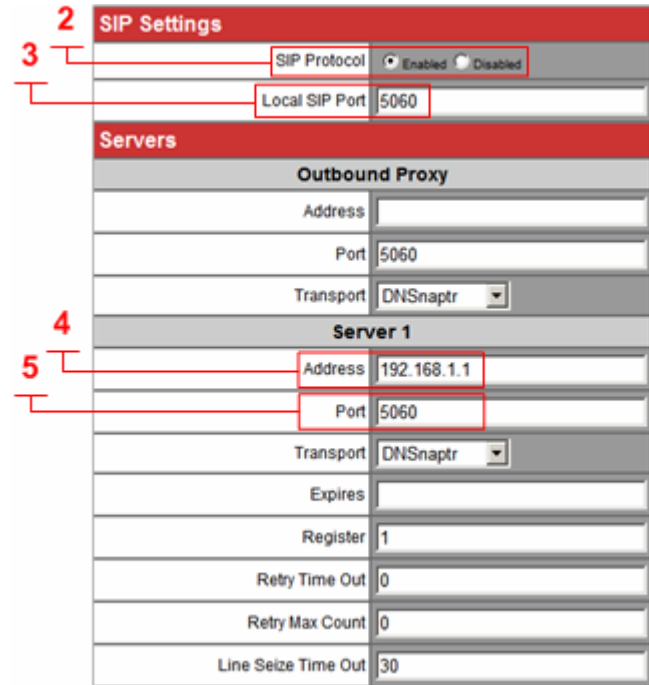 2
SIP Settings
3
SIP Protocol Enabled Disabled
Local SIP Port 5060
Servers
Outbound Proxy
Address
Port 5060
Transport DNSnaptr
4
Server 1
5
Address 192.168.1.1
Port 5060
Transport DNSnaptr
Expires
Register 1
Retry Time Out 0
Retry Max Count 0
Line Seize Time Out 30